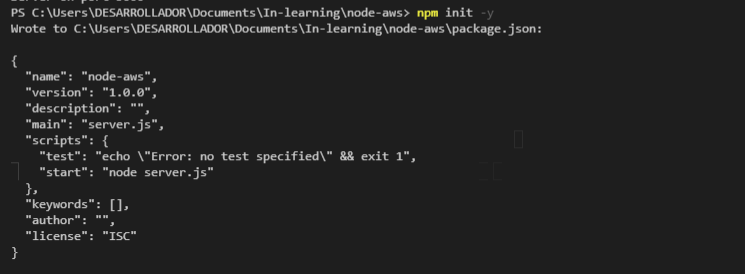 PS C:\Users\DESARROLLADOR\Documents\In-learning\node-aws> npm init -y
Wrote to C:\Users\DESARROLLADOR\Documents\In-learning\node-aws\package.json:
{
  "name": "node-aws",
  "version": "1.0.0",
  "description": "",
  "main": "server.js",
  "scripts": {
    "test": "echo \"Error: no test specified\" && exit 1",
    "start": "node server.js"
  },
  "keywords": [],
  "author": "",
  "license": "ISC"
}